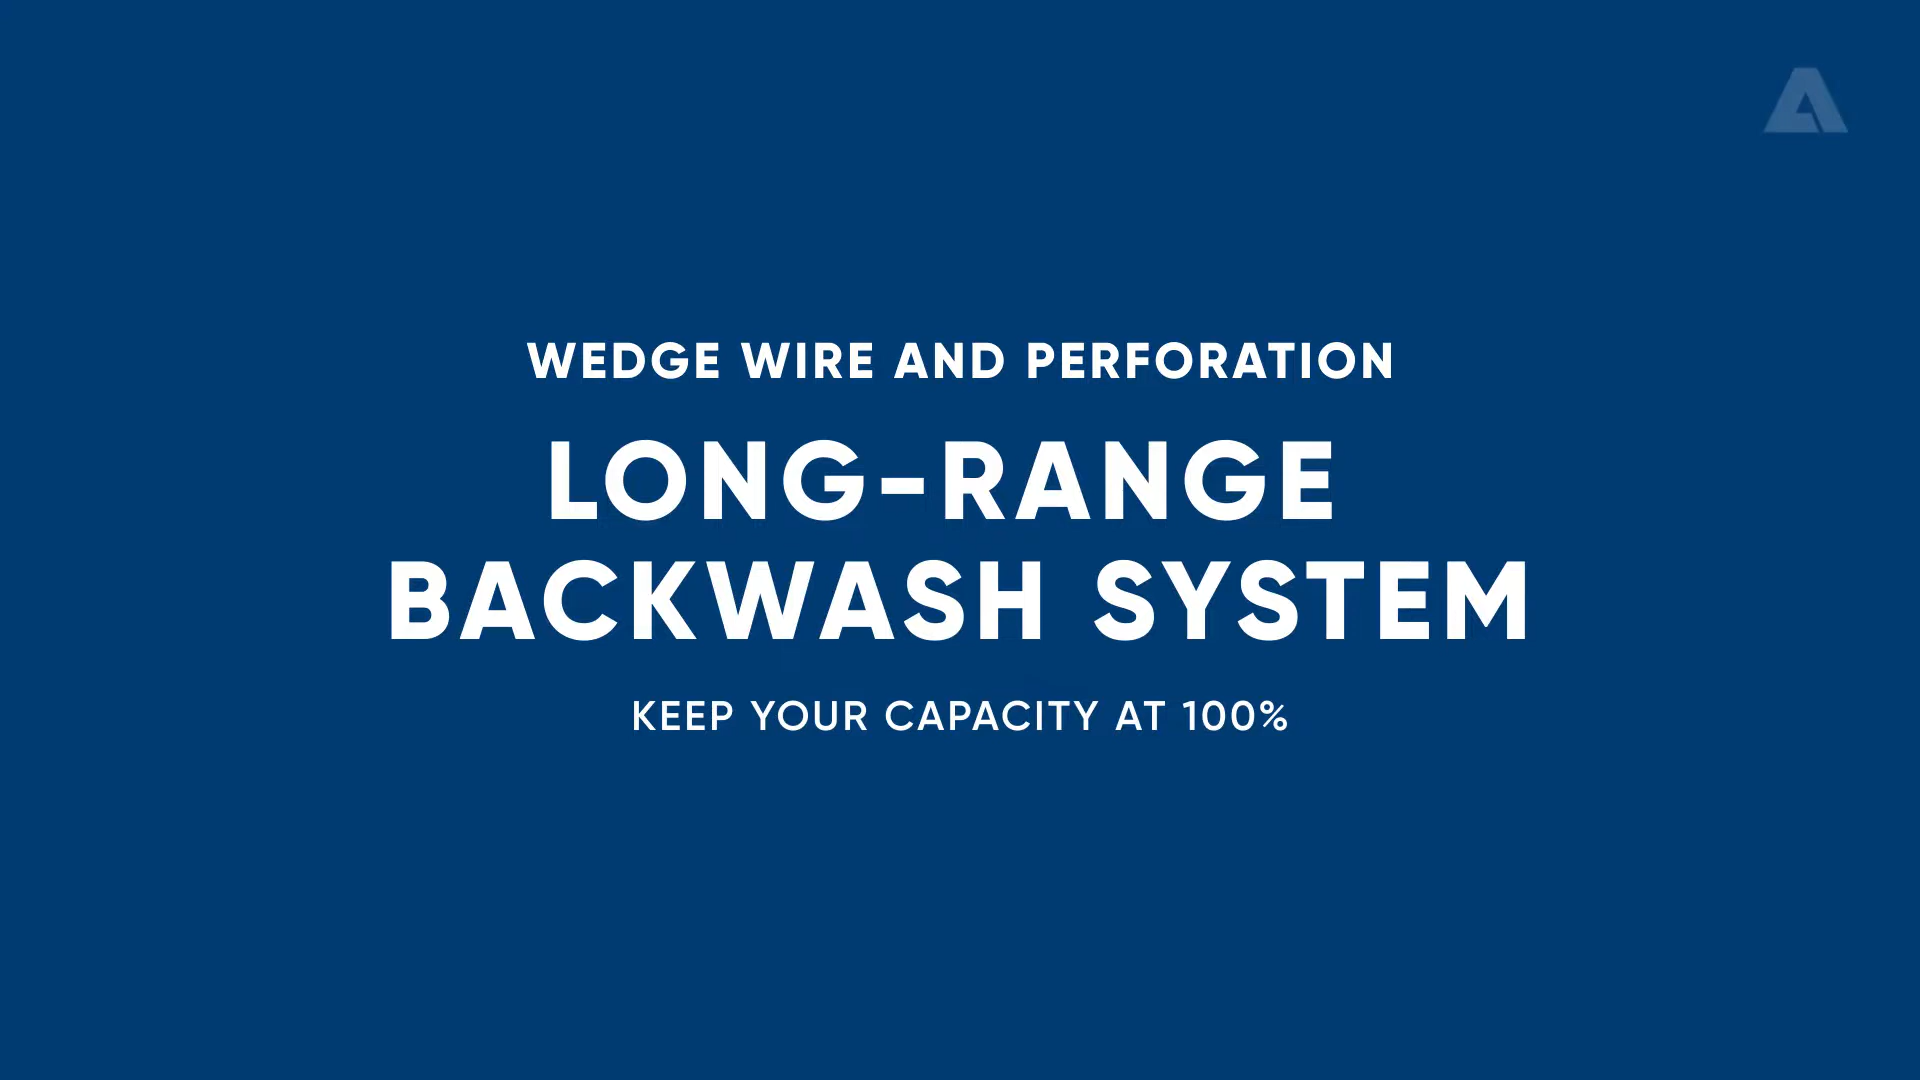 WEDGE WIRE AND PERFORATION
LONG-RANGE
BACKWASH SYSTEM
KEEP YOUR CAPACITY AT 100%